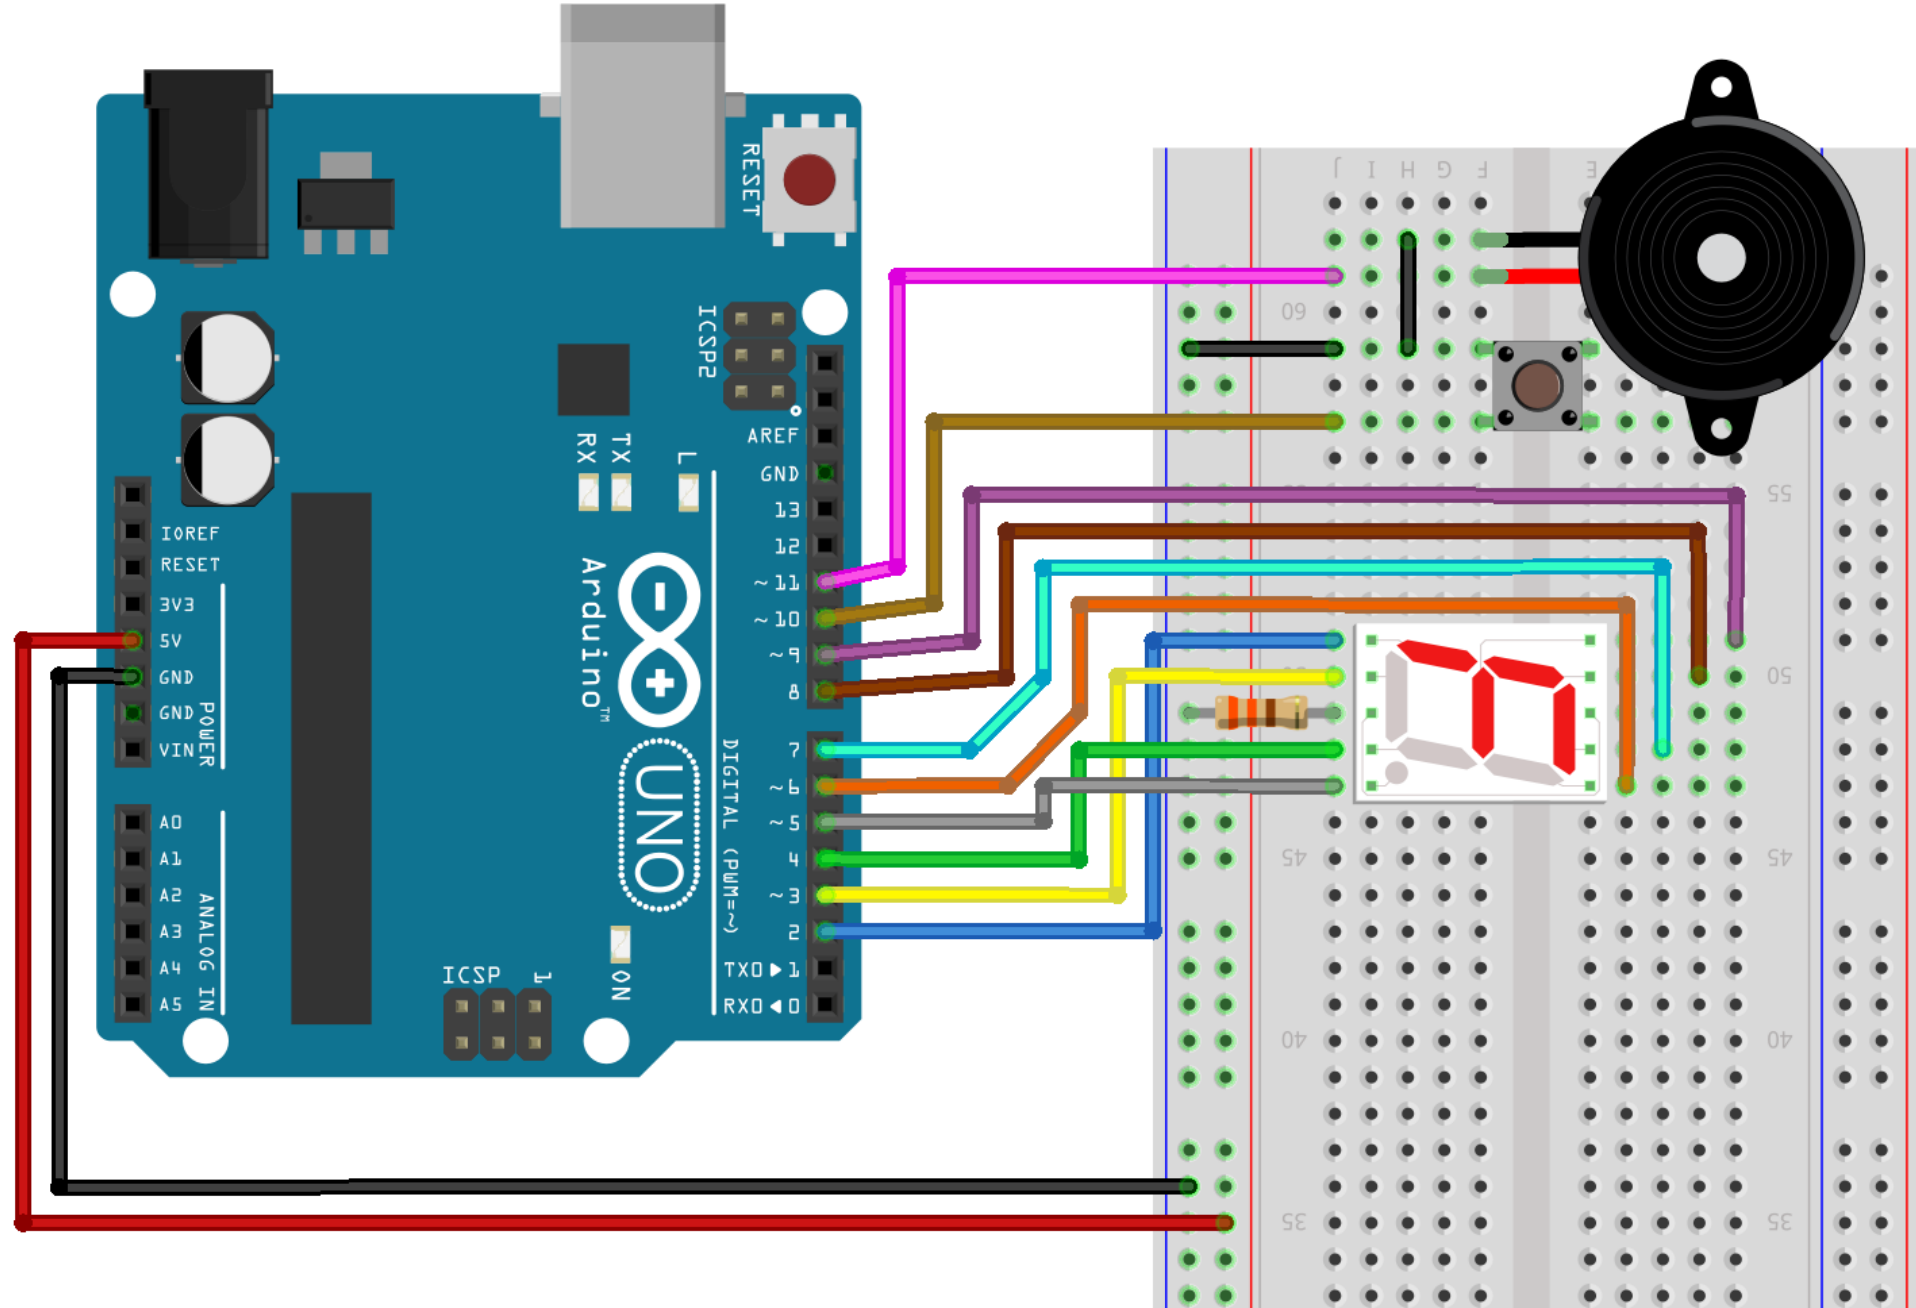 RESET
ICSP2
AREF
GND
13
12
~11
~10
~9
8
7
~6
~5
4
~3
2
TX0▶1
RX0◀0
DIGITAL (PWM=~)
RX
TX
L
Arduino™
UNO
ON
ICSP
1
IOREF
RESET
3V3
5V
GND
GND
VIN
POWER
A0
A1
A2
A3
A4
A5
ANALOG IN
J I H G F E
60
55
50
45 45
40 40
35 35